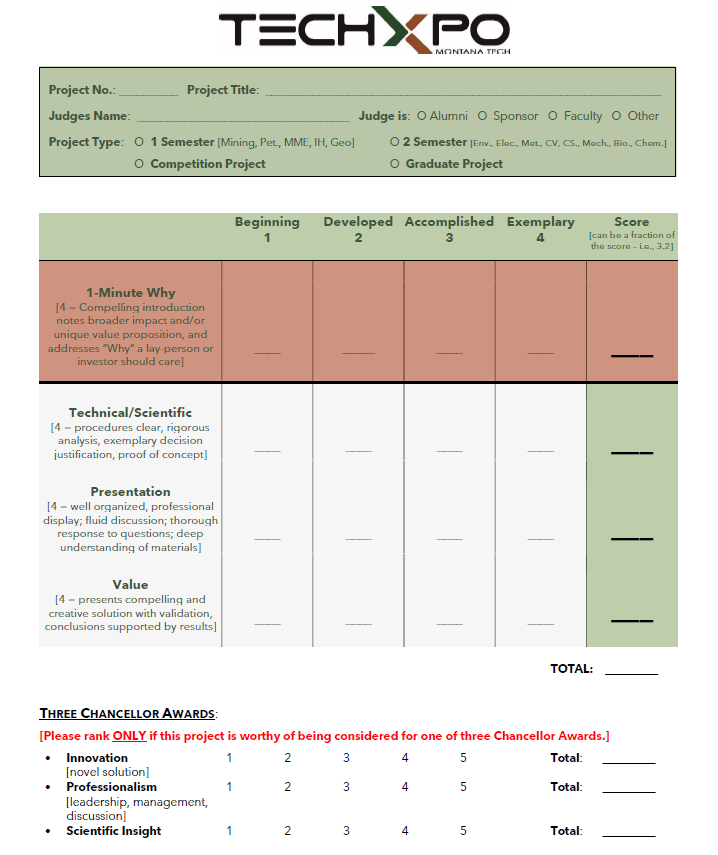 TECHXPO
MONTANA TECH
Project No.: __________ Project Title: ____________________
Judges Name: ____________________ Judge is: O Alumni O Sponsor O Faculty O Other
Project Type: O 1 Semester [Mining, Pet., MME, IH, Geo] O 2 Semester [Env., Elec., Met., CV, CS., Mech., Bio., Chem.]
O Competition Project O Graduate Project
Beginning Developed Accomplished Exemplary Score
1 2 3 4 [can be a fraction of
the score - i.e., 3.2]
1-Minute Why
[4 – Compelling introduction
notes broader impact and/or
unique value proposition, and
addresses "Why" a lay-person or
investor should care]
Technical/Scientific
[4 – procedures clear, rigorous
analysis, exemplary decision
justification, proof of concept]
Presentation
[4 – well organized, professional
display; fluid discussion; thorough
response to questions; deep
understanding of materials]
Value
[4 – presents compelling and
creative solution with validation,
conclusions supported by results]
TOTAL: ________
THREE CHANCELLOR AWARDS:
[Please rank ONLY if this project is worthy of being considered for one of three Chancellor Awards.]
• Innovation 1 2 3 4 5 Total: ________
[novel solution]
• Professionalism 1 2 3 4 5 Total: ________
[leadership, management,
discussion]
• Scientific Insight 1 2 3 4 5 Total: ________